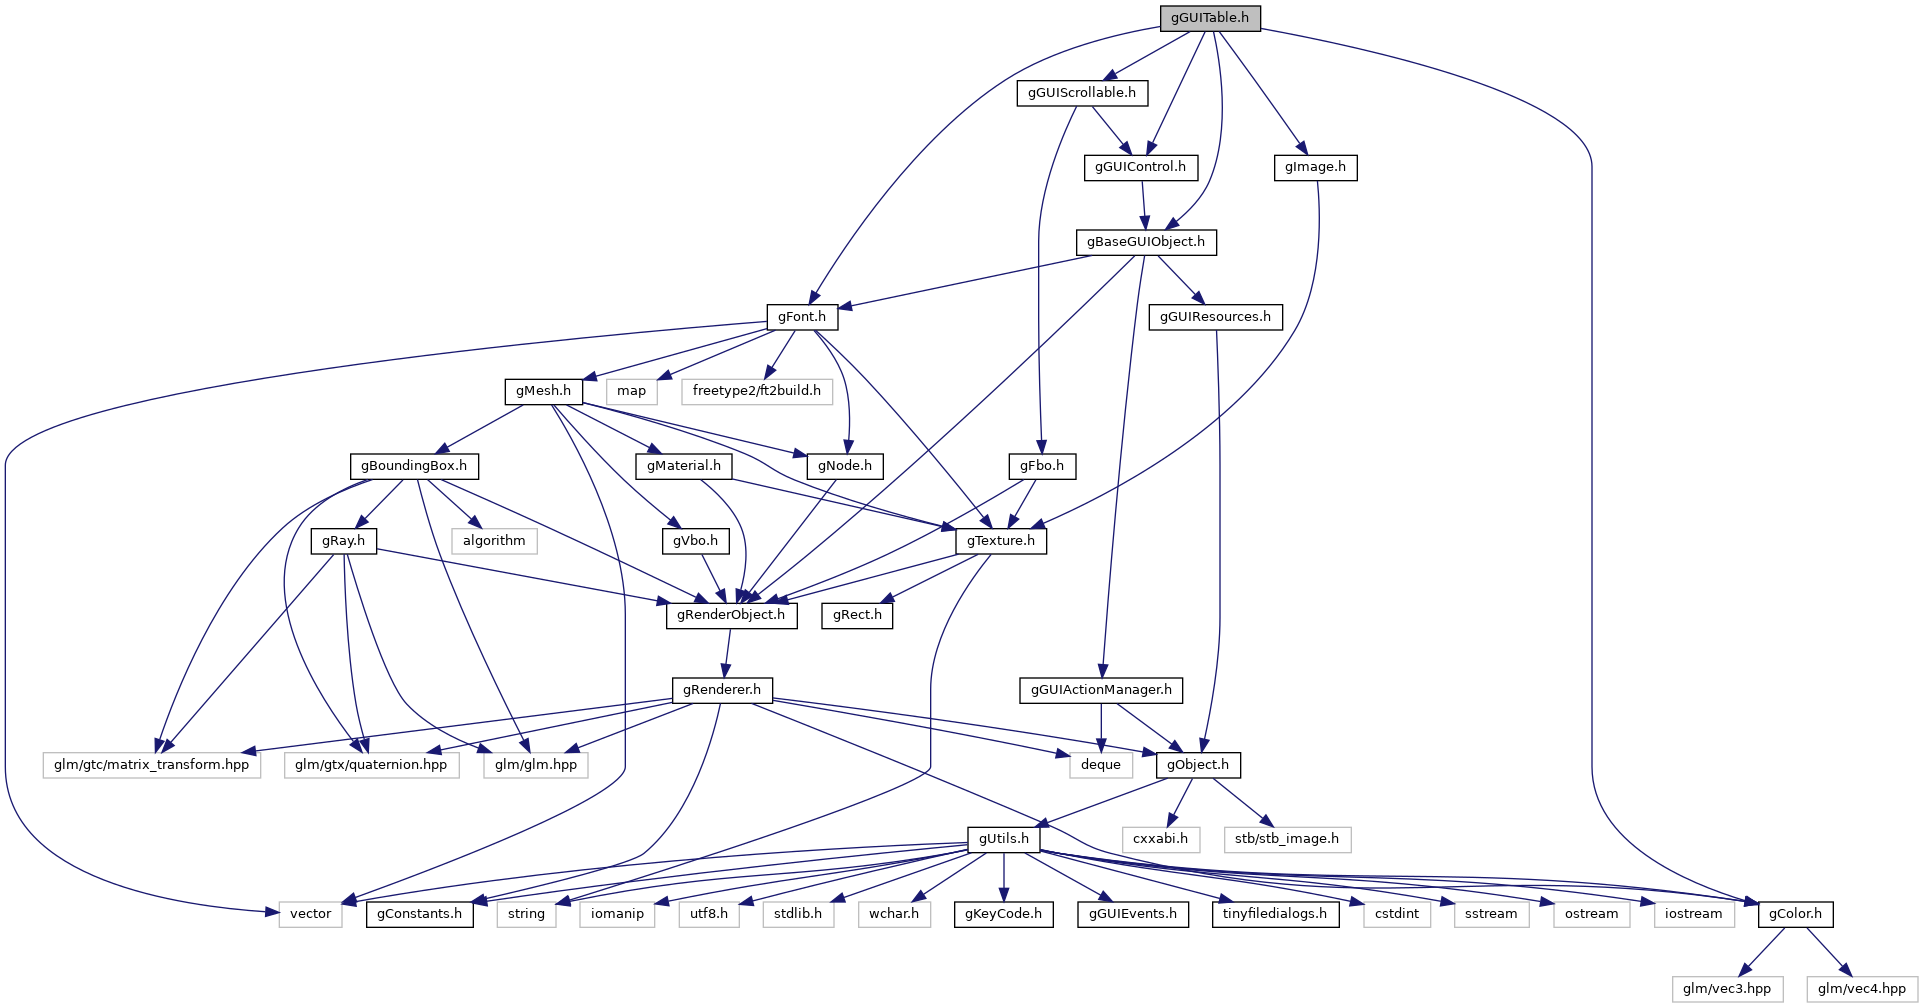 gGUITable.h
gGUIScrollable.h
gGUIControl.h
gImage.h
gBaseGUIObject.h
gFont.h
gGUIResources.h
gMesh.h
map
freetype2/ft2build.h
gBoundingBox.h
gMaterial.h
gNode.h
gFbo.h
gRay.h
algorithm
gVbo.h
gTexture.h
gRenderObject.h
gRect.h
gRenderer.h
gGUIActionManager.h
glm/gtc/matrix_transform.hpp
glm/gtx/quaternion.hpp
glm/glm.hpp
deque
gObject.h
gUtils.h
cxxabi.h
stb/stb_image.h
vector
gConstants.h
string
iomanip
utf8.h
stdlib.h
wchar.h
gKeyCode.h
gGUIEvents.h
tinyfiledialogs.h
cstdint
sstream
ostream
iostream
gColor.h
glm/vec3.hpp
glm/vec4.hpp